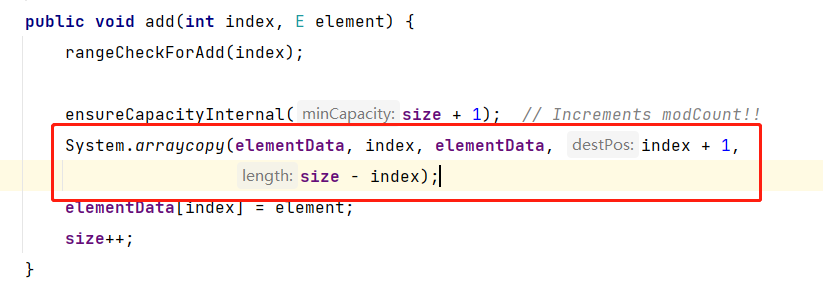 public void add(int index, E element) {
rangeCheckForAdd(index);
ensureCapacityInternal( minCapacity: size + 1);  // Increments modCount!!
System.arraycopy(elementData, index, elementData,  destPos: index + 1,
length: size - index);
elementData[index] = element;
size++;
}